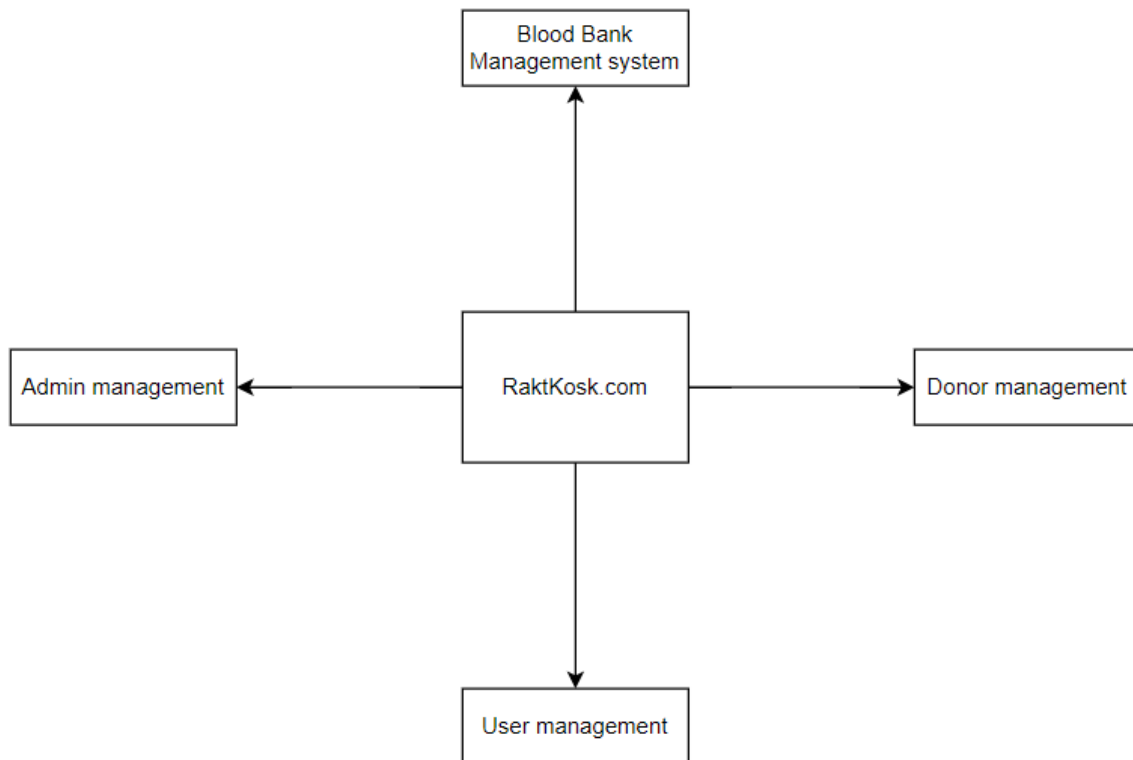 Blood Bank
Management system
Admin management
RaktKosk.com
Donor management
User management